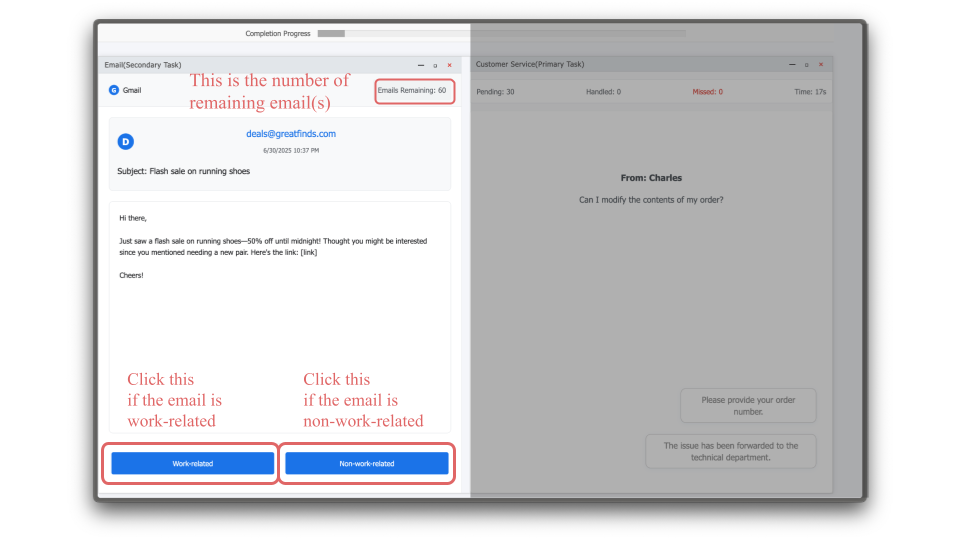 Completion Progress
Email(Secondary Task)
G Gmail
This is the number of
remaining email(s)
Emails Remaining: 60
D
deals@greatfinds.com
6/30/2025 10:37 PM
Subject: Flash sale on running shoes
Hi there,
Just saw a flash sale on running shoes—50% off until midnight! Thought you might be interested
since you mentioned needing a new pair. Here's the link: [link]
Cheers!
Click this
if the email is
work-related
Click this
if the email is
non-work-related
Work-related
Non-work-related
Customer Service(Primary Task)
Pending: 30
Handled: 0
Missed: 0
Time: 17s
From: Charles
Can I modify the contents of my order?
Please provide your order
number.
The issue has been forwarded to the
technical department.